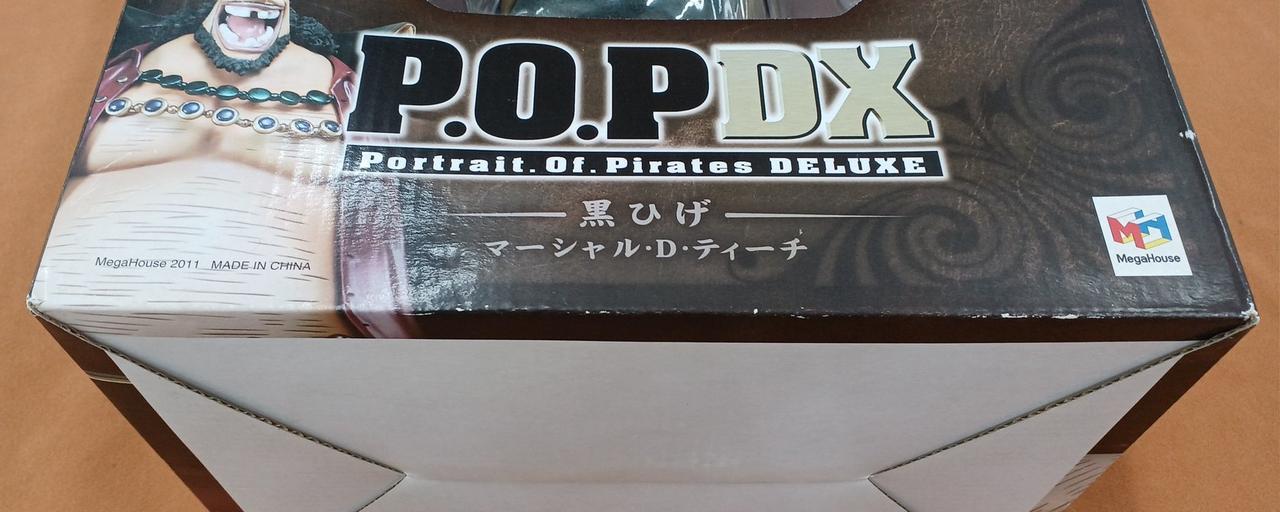 P.O.P DX
Portrait.Of.Pirates DELUXE
黒ひげ
マーシャル・D・ティーチ
MegaHouse 2011 MADE IN CHINA
MH
MegaHouse